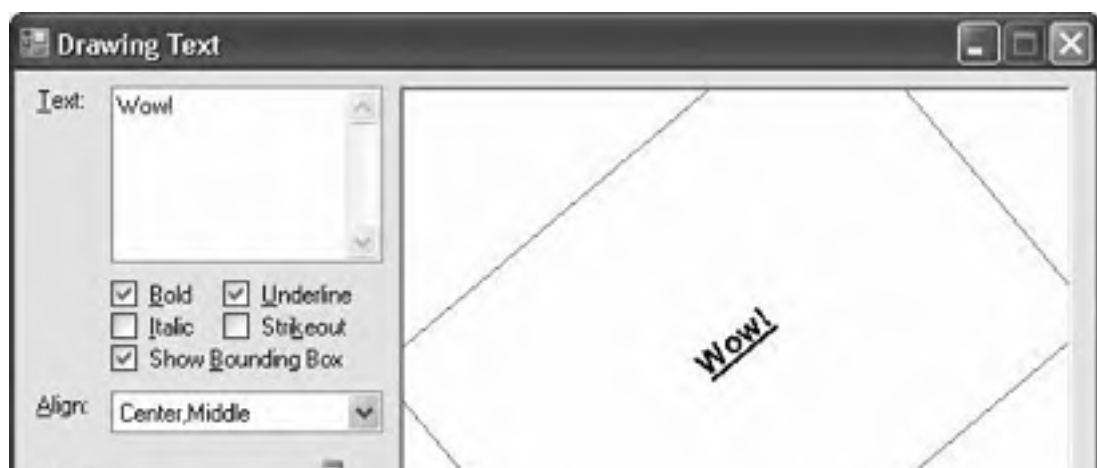 Drawing Text
Text: Wow!
Bold Underline
Italic Strikeout
Show Bounding Box
Align: Center,Middle
Wow!